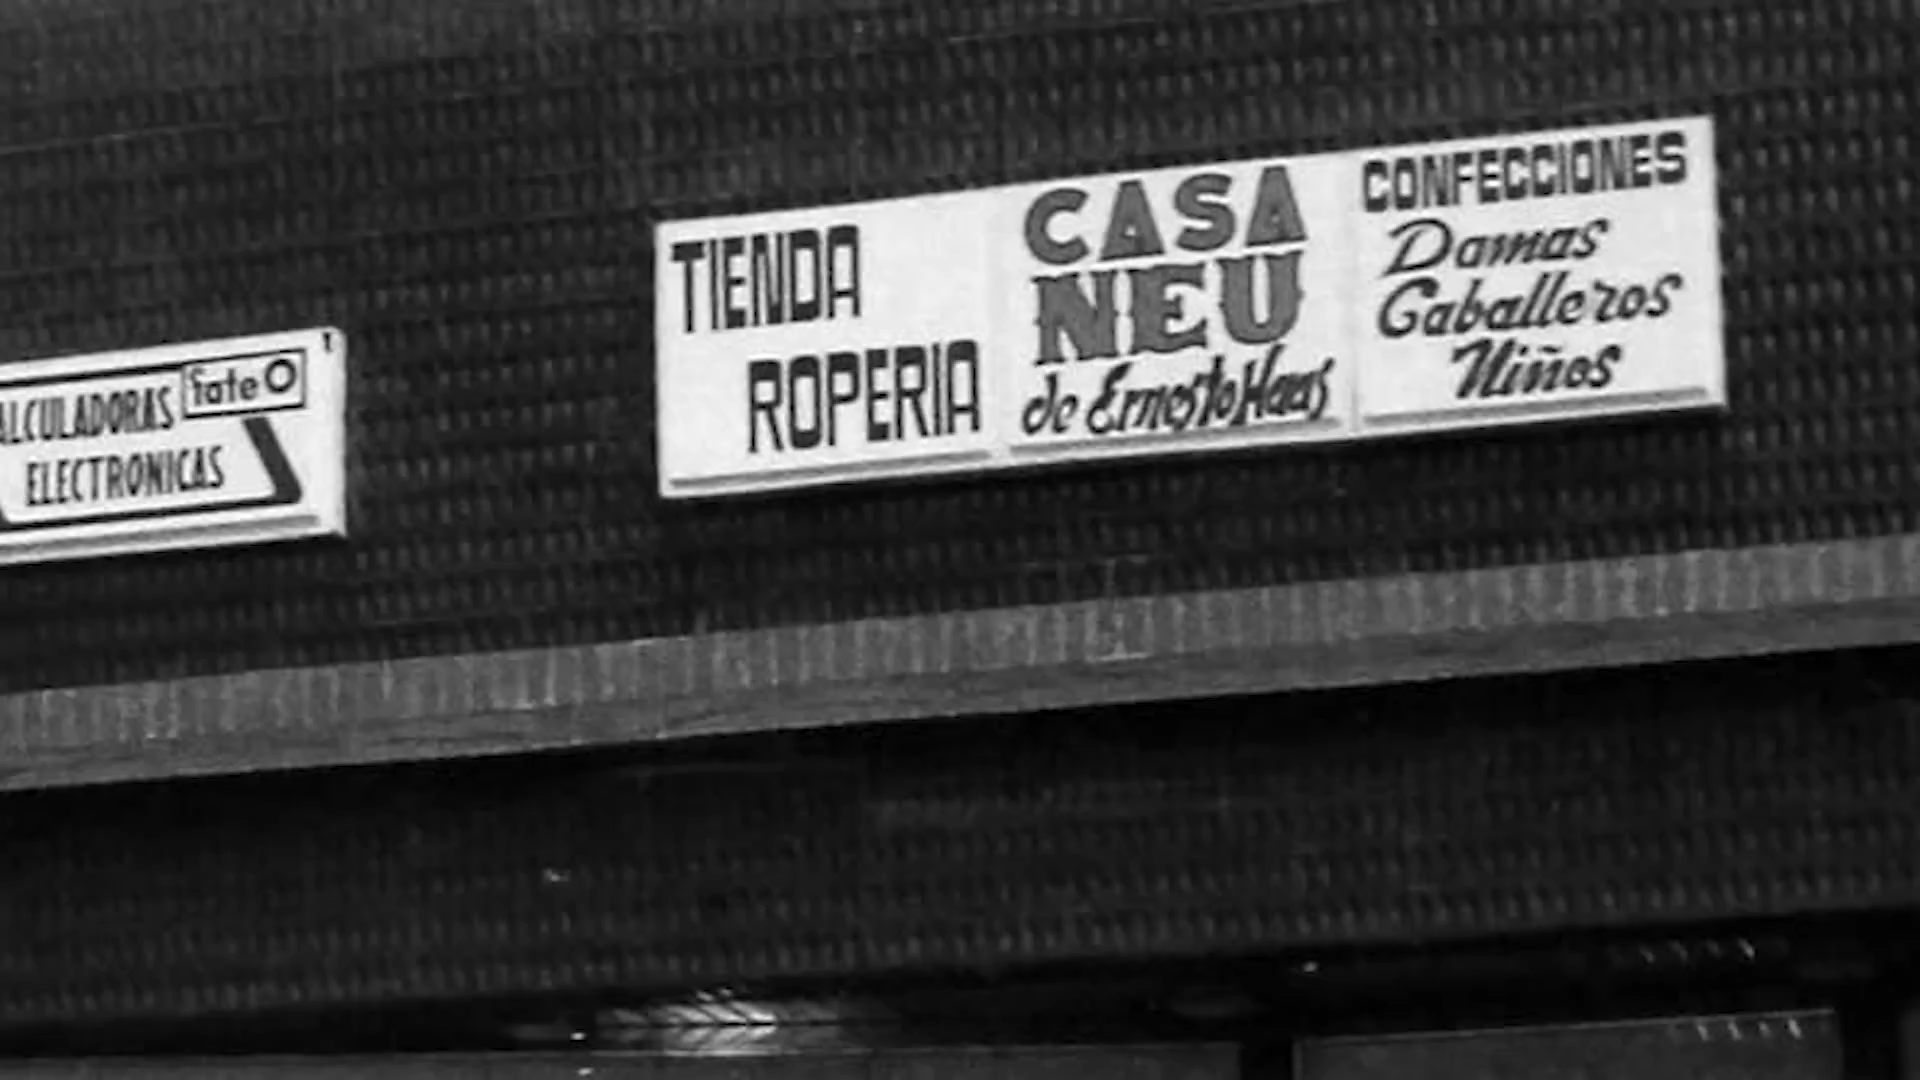 ALCULADORAS fate O
ELECTRONICAS
TIENDA
ROPERIA
CASA
NEU
de Ernesto Haas
CONFECCIONES
Damas
Caballeros
Niños